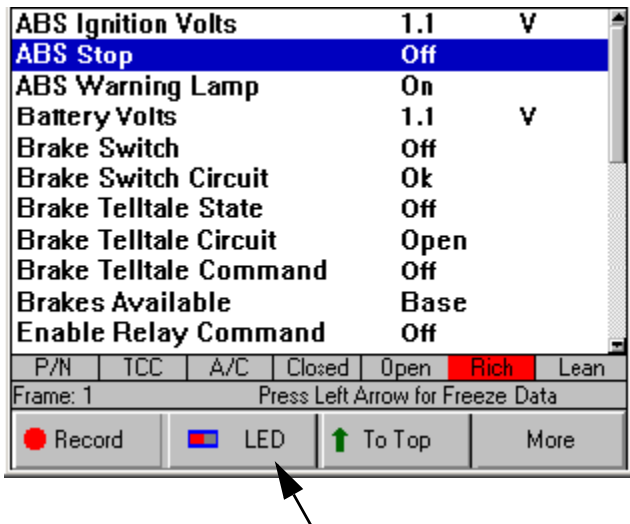 ABS Ignition Volts 1.1 V
ABS Stop Off
ABS Warning Lamp On
Battery Volts 1.1 V
Brake Switch Off
Brake Switch Circuit Ok
Brake Telltale State Off
Brake Telltale Circuit Open
Brake Telltale Command Off
Brakes Available Base
Enable Relay Command Off
P/N TCC A/C Closed Open Rich Lean
Frame: 1 Press Left Arrow for Freeze Data
Record LED To Top More